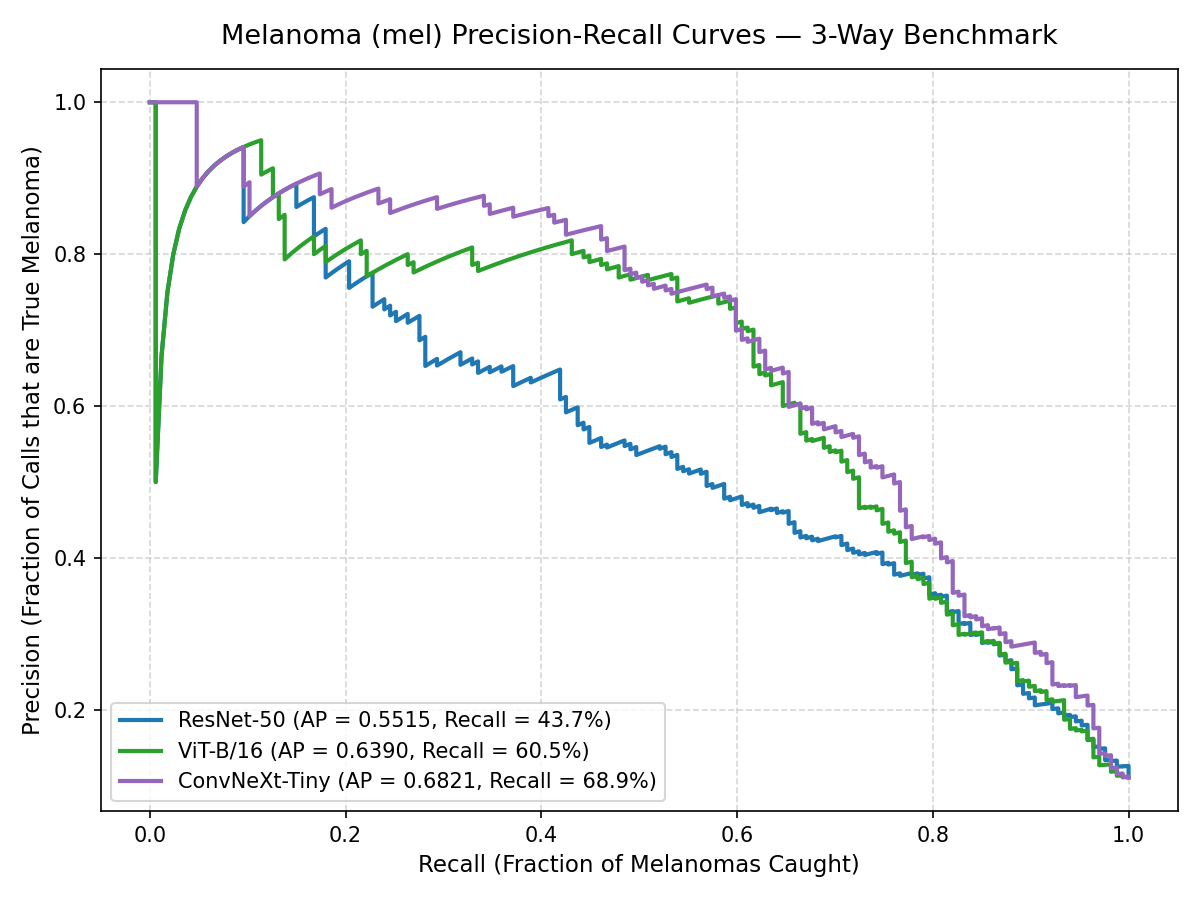 Melanoma (mel) Precision-Recall Curves — 3-Way Benchmark
Precision (Fraction of Calls that are True Melanoma)
1.0
0.8
0.6
0.4
0.2
ResNet-50 (AP = 0.5515, Recall = 43.7%)
ViT-B/16 (AP = 0.6390, Recall = 60.5%)
ConvNeXt-Tiny (AP = 0.6821, Recall = 68.9%)
0.0 0.2 0.4 0.6 0.8 1.0
Recall (Fraction of Melanomas Caught)